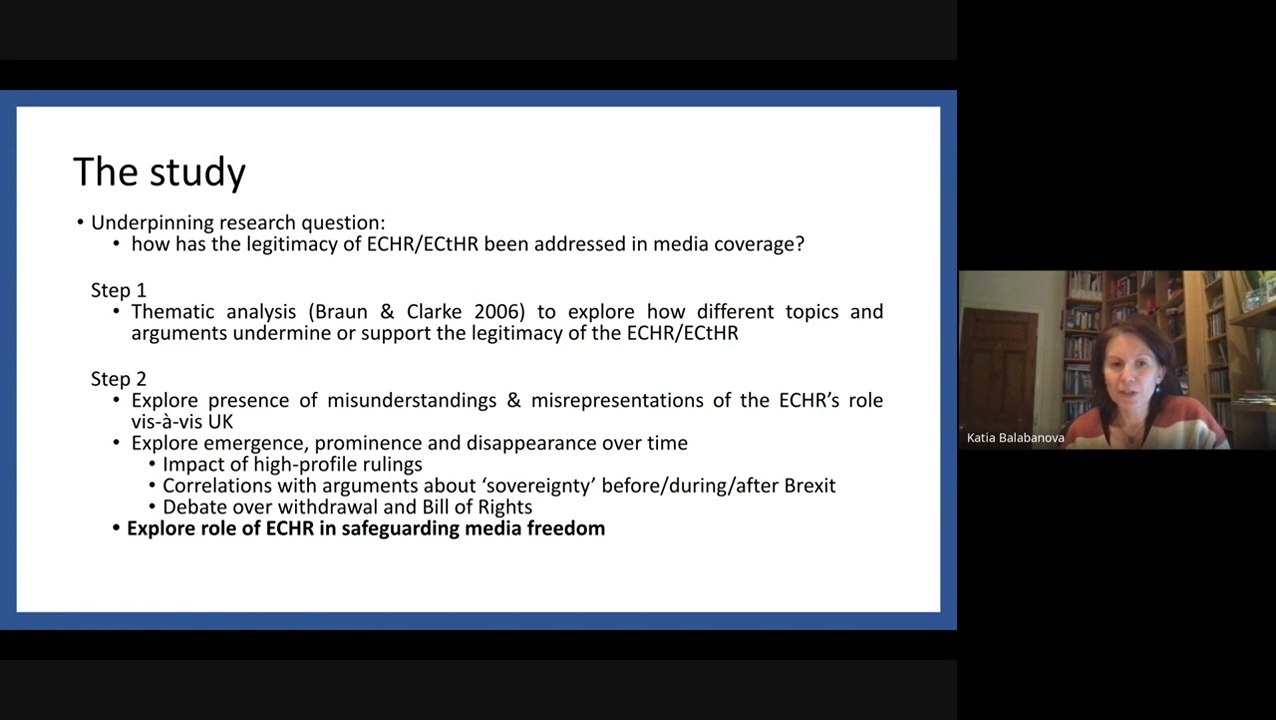 The study
• Underpinning research question:
• how has the legitimacy of ECHR/ECtHR been addressed in media coverage?
Step 1
• Thematic analysis (Braun & Clarke 2006) to explore how different topics and
arguments undermine or support the legitimacy of the ECHR/ECtHR
Step 2
• Explore presence of misunderstandings & misrepresentations of the ECHR’s role
vis-à-vis UK
• Explore emergence, prominence and disappearance over time
• Impact of high-profile rulings
• Correlations with arguments about ‘sovereignty’ before/during/after Brexit
• Debate over withdrawal and Bill of Rights
• Explore role of ECHR in safeguarding media freedom
Katia Balabanova